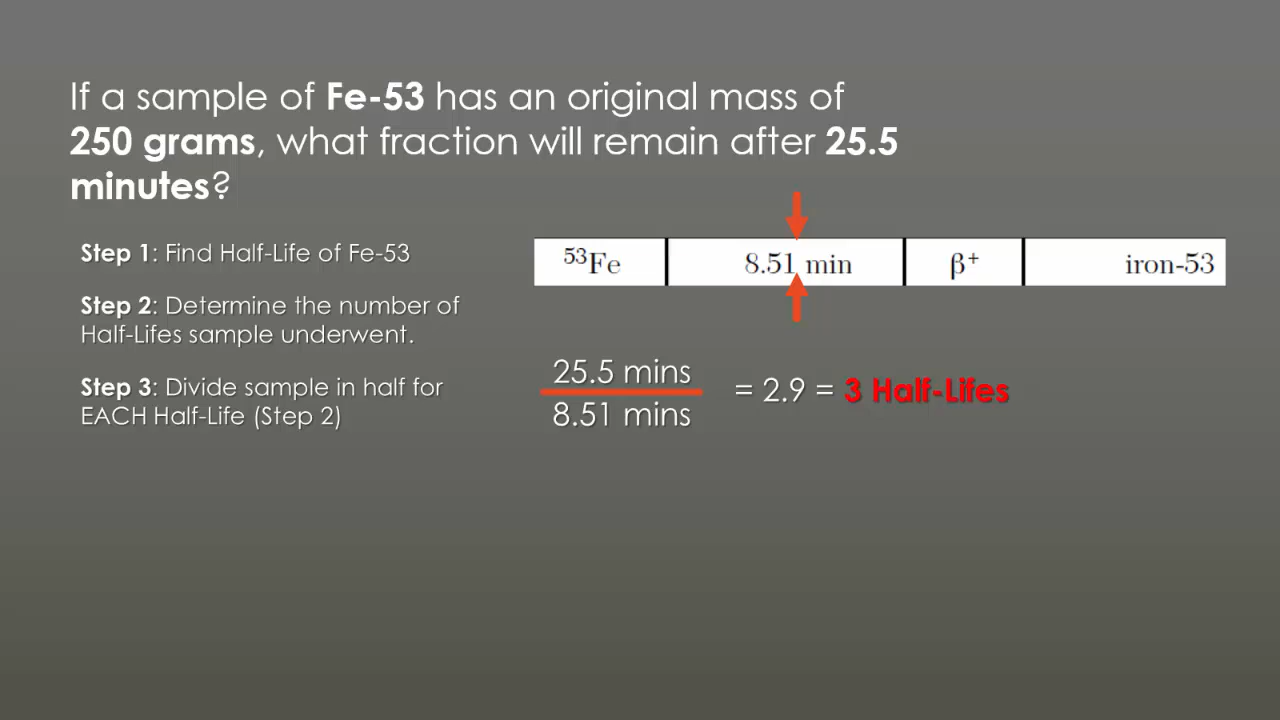 If a sample of Fe-53 has an original mass of
250 grams, what fraction will remain after 25.5
minutes?
Step 1: Find Half-Life of Fe-53
⁵³Fe 8.51 min β⁺ iron-53
Step 2: Determine the number of
Half-Lifes sample underwent.
Step 3: Divide sample in half for
EACH Half-Life (Step 2)
25.5 mins
8.51 mins
= 2.9 = 3 Half-Lifes